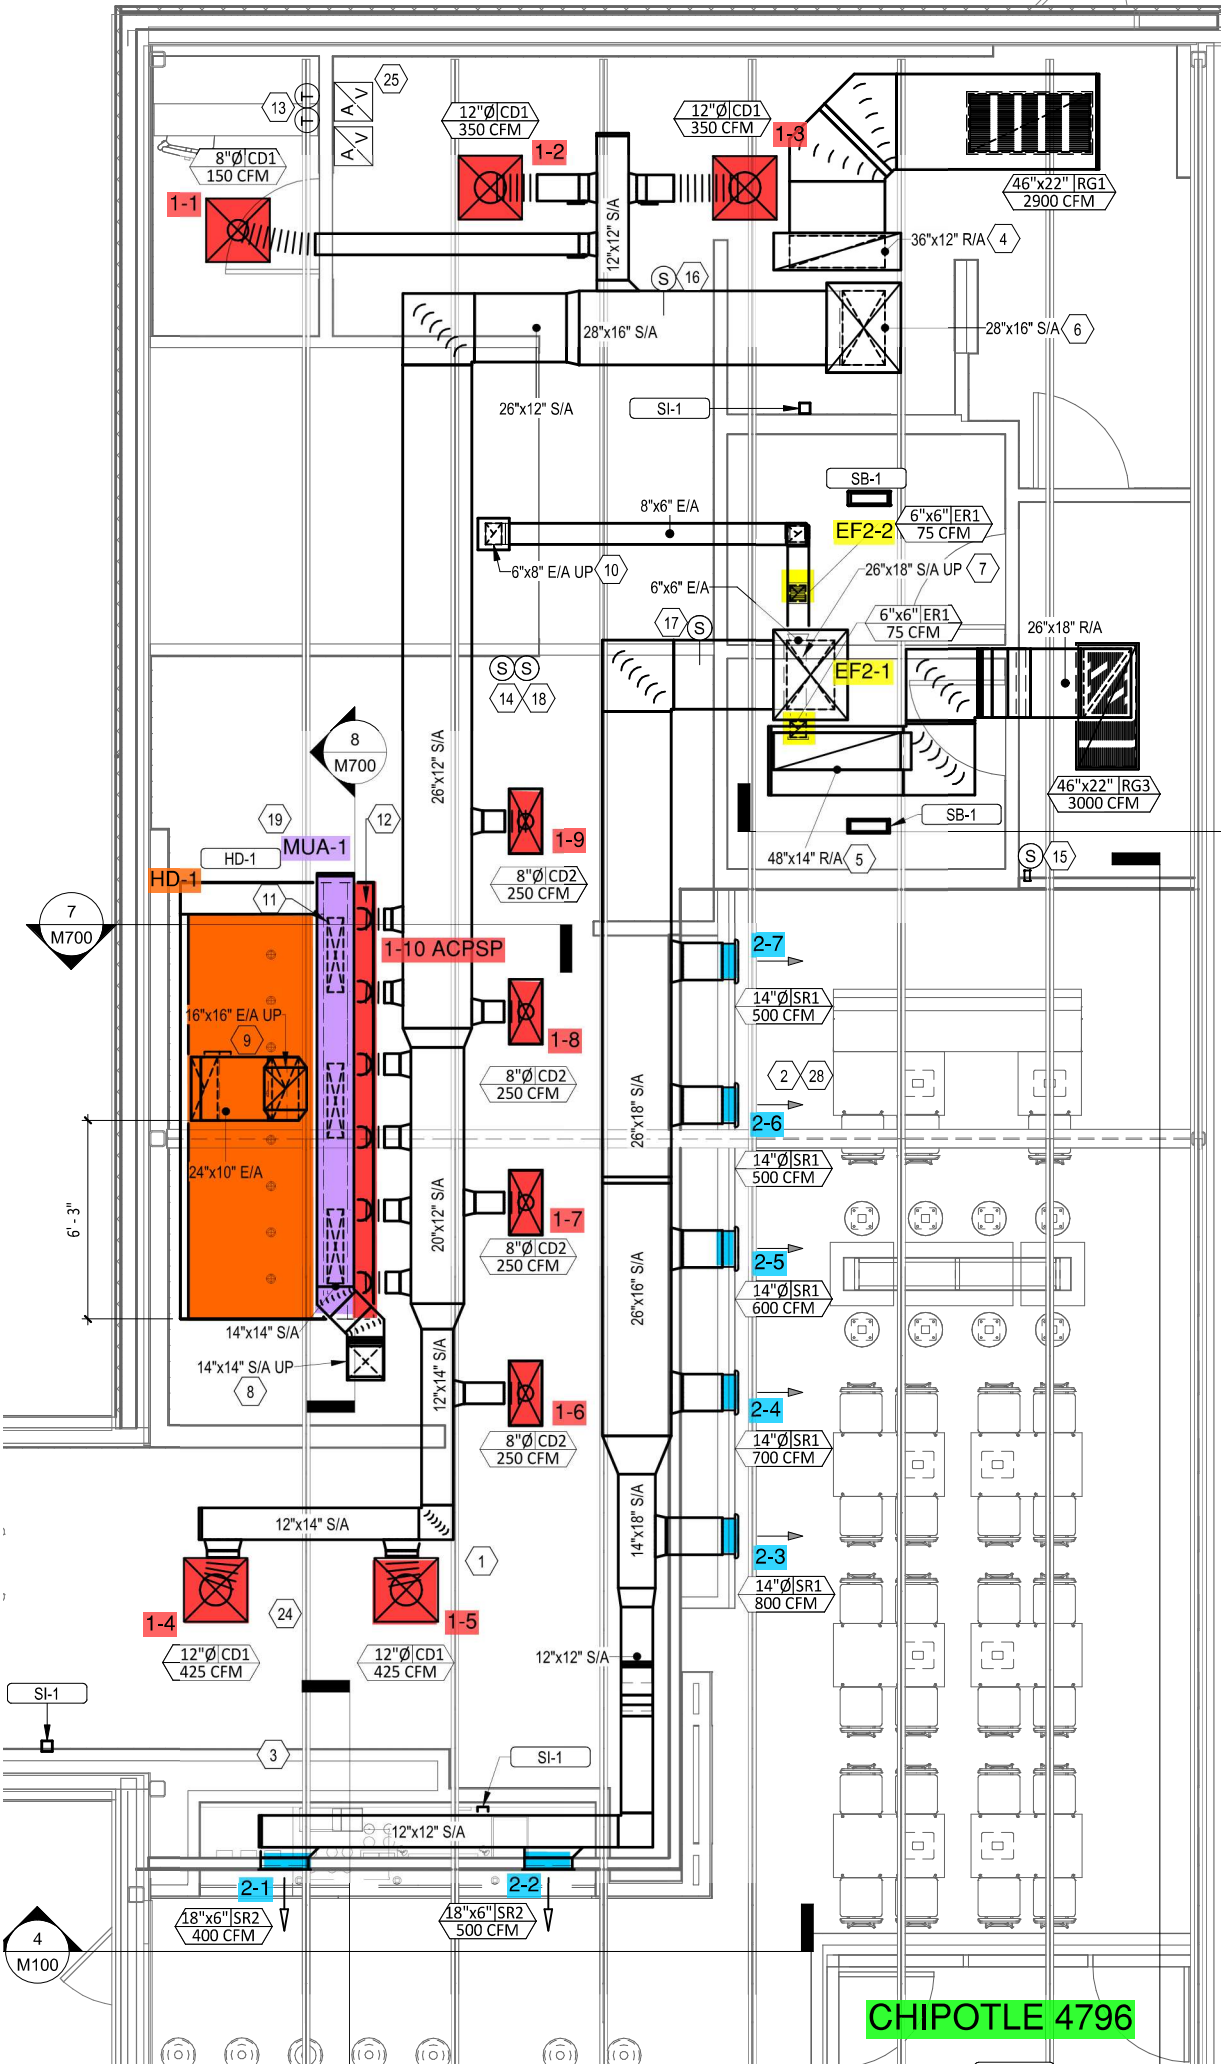 25
13
T
T
A V
A V
12"Ø CD1
350 CFM
12"Ø CD1
350 CFM
1-2
1-3
8"Ø CD1
150 CFM
1-1
46"x22" RG1
2900 CFM
12"x12" S/A
36"x12" R/A 4
S 16
28"x16" S/A
28"x16" S/A 6
26"x12" S/A
SI-1
SB-1
8"x6" E/A
EF2-2
6"x6" ER1
75 CFM
6"x8" E/A UP 10
26"x18" S/A UP 7
6"x6" E/A
6"x6" ER1
75 CFM
17 S
26"x18" R/A
S S
14 18
EF2-1
8
M700
26"x12" S/A
46"x22" RG3
3000 CFM
19
12
MUA-1
HD-1
HD-1
1-9
SB-1
48"x14" R/A 5
S 15
8"Ø CD2
250 CFM
11
7
M700
1-10 ACPSP
2-7
14"Ø SR1
500 CFM
16"x16" E/A UP
9
1-8
8"Ø CD2
250 CFM
2 28
26"x18" S/A
2-6
14"Ø SR1
500 CFM
24"x10" E/A
6' - 3"
20"x12" S/A
1-7
8"Ø CD2
250 CFM
2-5
26"x16" S/A
14"Ø SR1
600 CFM
14"x14" S/A
14"x14" S/A UP
8
12"x14" S/A
1-6
8"Ø CD2
250 CFM
2-4
14"Ø SR1
700 CFM
14"x18" S/A
12"x14" S/A
1
2-3
14"Ø SR1
800 CFM
1-4
24
1-5
12"Ø CD1
425 CFM
12"Ø CD1
425 CFM
12"x12" S/A
SI-1
3
SI-1
12"x12" S/A
2-1
2-2
18"x6" SR2
400 CFM
18"x6" SR2
500 CFM
4
M100
CHIPOTLE 4796